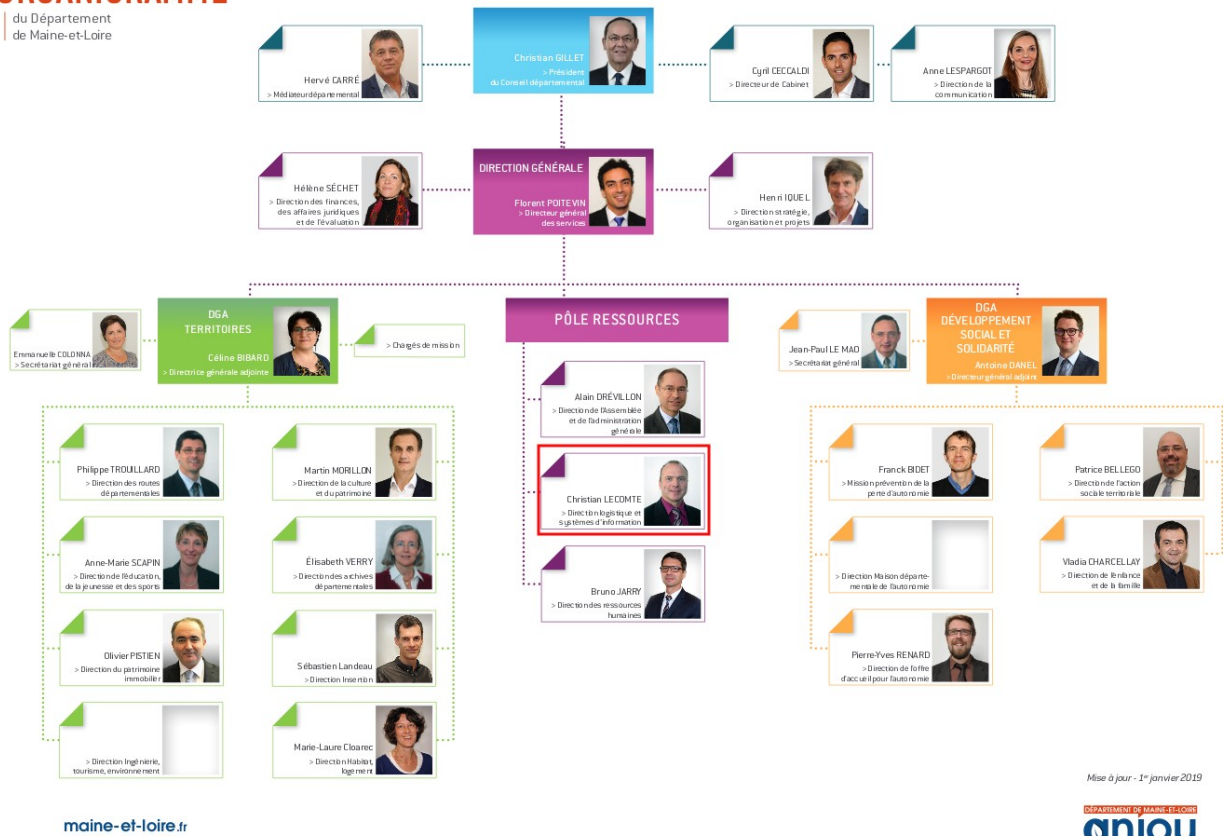 du Département
de Maine-et-Loire
Hervé CARRÉ
> Médiateur départemental
Christian GILLET
> Président
du Conseil départemental
Cyril CECCALDI
> Directeur de Cabinet
Anne LESPARGOT
> Direction de la
communication
Hélène SÉCHET
> Direction des finances,
des affaires juridiques
et de l'évaluation
DIRECTION GÉNÉRALE
Florent POITEVIN
> Directeur général
des services
Henri IQUEL
> Direction stratégie,
organisation et projets
Emmanuelle COLONNA
> Secrétariat général
DGA
TERRITOIRES
Céline BIBARD
> Directrice générale adjointe
> Chargés de mission
PÔLE RESSOURCES
Jean-Paul LE MAO
> Secrétariat général
DGA
DÉVELOPPEMENT
SOCIAL ET
SOLIDARITÉ
Antoine DANEL
> Directeur général adjoint
Philippe TROUILLARD
> Direction des routes
départementales
Martin MORILLON
> Direction de la culture
et du patrimoine
Anne-Marie SCAPIN
> Direction de l'éducation,
de la jeunesse et des sports
Élisabeth VERRY
> Direction des archives
départementales
Olivier PISTIEN
> Direction du patrimoine
immobilier
Sébastien Landeau
> Direction Insertion
> Direction Ingénierie,
tourisme, environnement
Marie-Laure Cloarec
> Direction Habitat,
logement
Alain DRÉVILLON
> Direction de l'Assemblée
et de l'administration
générale
Christian LECOMTE
> Direction logistique et
systèmes d'information
Bruno JARRY
> Direction des ressources
humaines
Franck BIDET
> Mission prévention de la
perte d'autonomie
Patrice BELLEGO
> Direction de l'action
sociale territoriale
> Direction Maison départe-
mentale de l'autonomie
Vladia CHARCELLAY
> Direction de l'enfance
et de la famille
Pierre-Yves RENARD
> Direction de l'offre
d'accueil pour l'autonomie
Mise à jour - 1er janvier 2019
maine-et-loire.fr
DÉPARTEMENT DE MAINE-ET-LOIRE
anjou